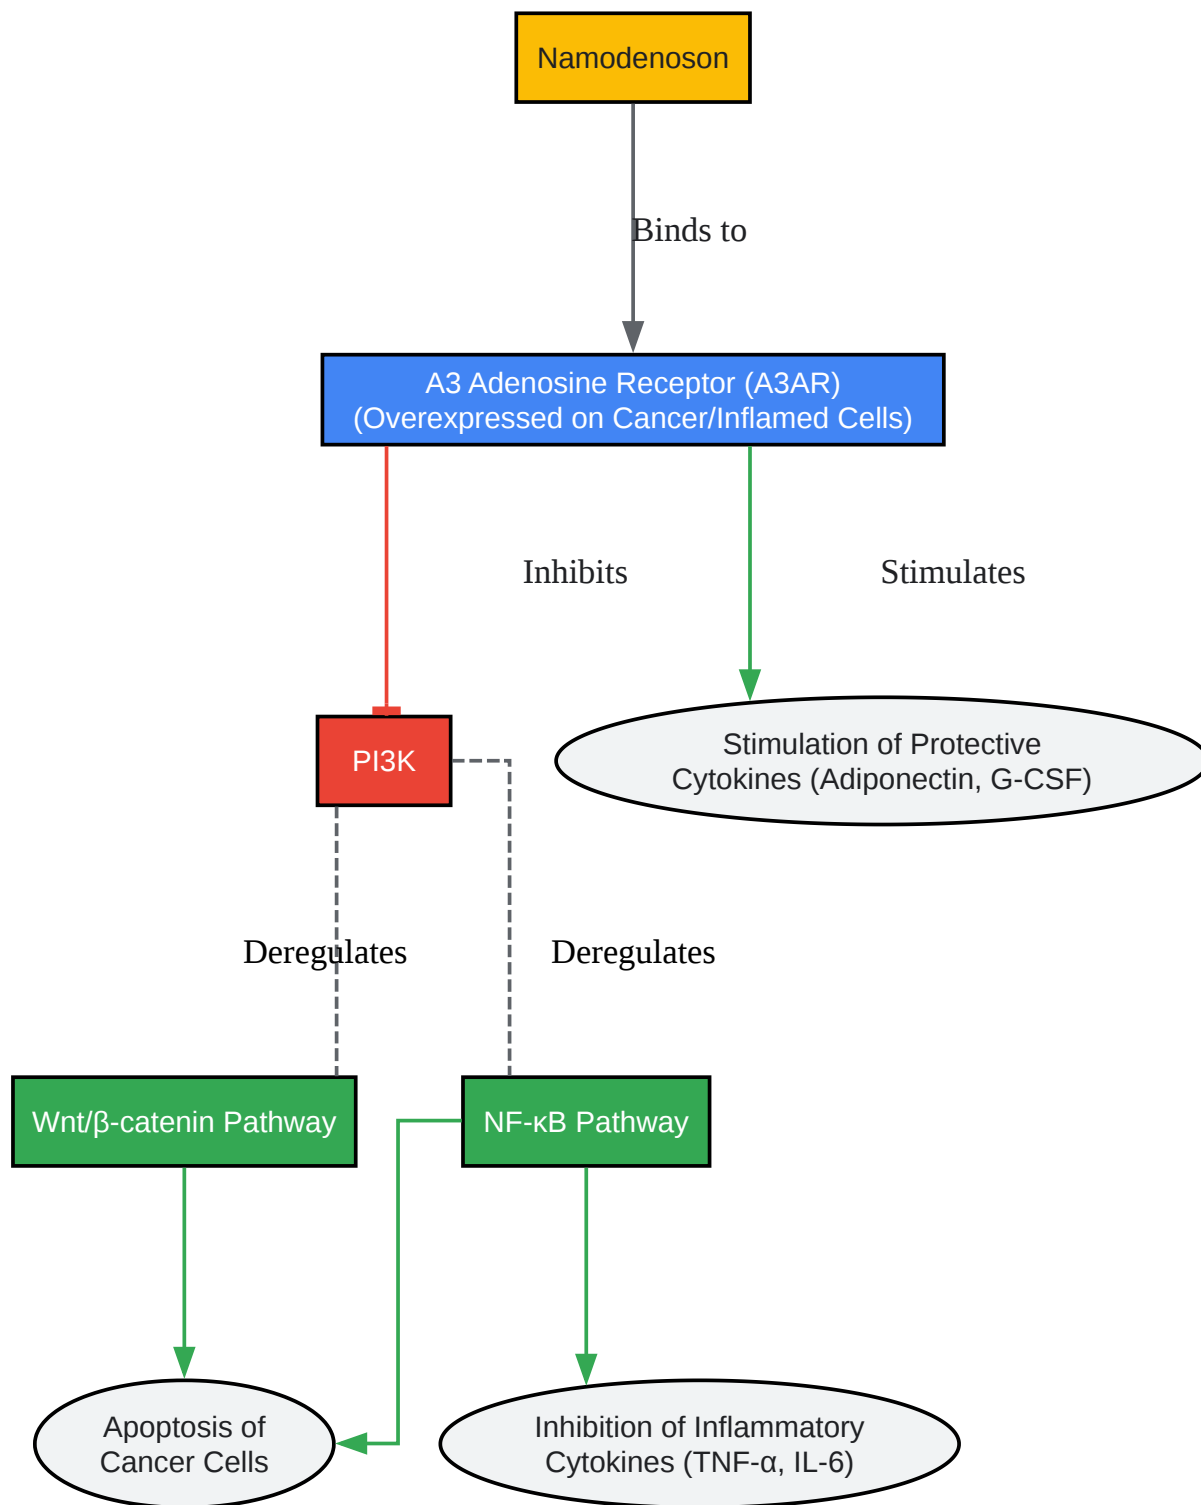 Namodenoson
Binds to
A3 Adenosine Receptor (A3AR)
(Overexpressed on Cancer/Inflamed Cells)
Inhibits
Stimulates
PI3K
Stimulation of Protective
Cytokines (Adiponectin, G-CSF)
Deregulates
Deregulates
Wnt/β-catenin Pathway
NF-κB Pathway
Apoptosis of
Cancer Cells
Inhibition of Inflammatory
Cytokines (TNF-α, IL-6)